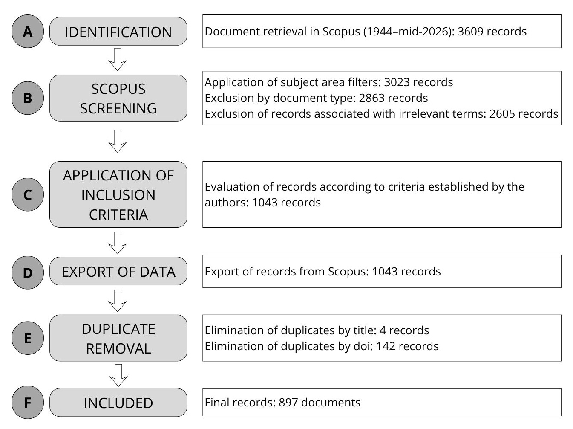 A
IDENTIFICATION
Document retrieval in Scopus (1944–mid-2026): 3609 records
B
SCOPUS
SCREENING
Application of subject area filters: 3023 records
Exclusion by document type: 2863 records
Exclusion of records associated with irrelevant terms: 2605 records
C
APPLICATION OF
INCLUSION
CRITERIA
Evaluation of records according to criteria established by the
authors: 1043 records
D
EXPORT OF DATA
Export of records from Scopus: 1043 records
E
DUPLICATE
REMOVAL
Elimination of duplicates by title: 4 records
Elimination of duplicates by doi: 142 records
F
INCLUDED
Final records: 897 documents